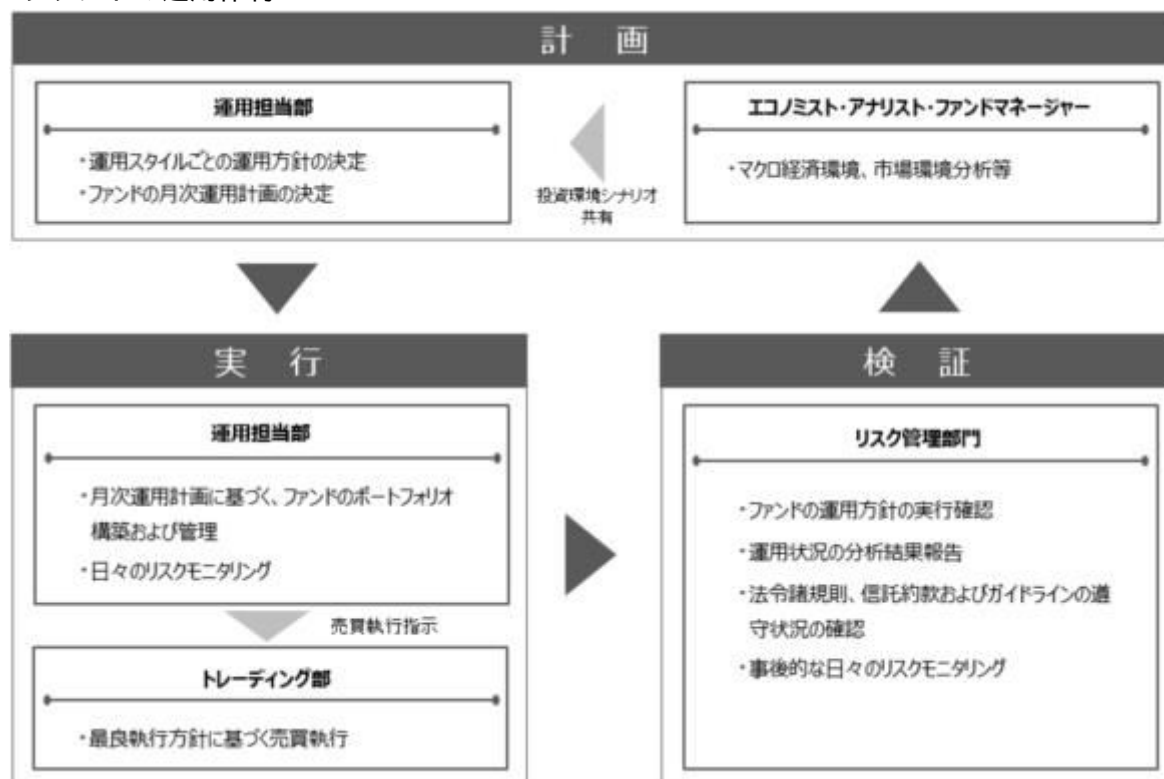 計 画
運用担当部
・運用スタイルごとの運用方針の決定
・ファンドの月次運用計画の決定
投資環境シナリオ
共有
エコノミスト・アナリスト・ファンドマネージャー
・マクロ経済環境、市場環境分析等
実 行
運用担当部
・月次運用計画に基づく、ファンドのポートフォリオ
構築および管理
・日々のリスクモニタリング
売買執行指示
トレーディング部
・最良執行方針に基づく売買執行
検 証
リスク管理部門
・ファンドの運用方針の実行確認
・運用状況の分析結果報告
・法令諸規則、信託約款およびガイドラインの遵
守状況の確認
・事後的な日々のリスクモニタリング